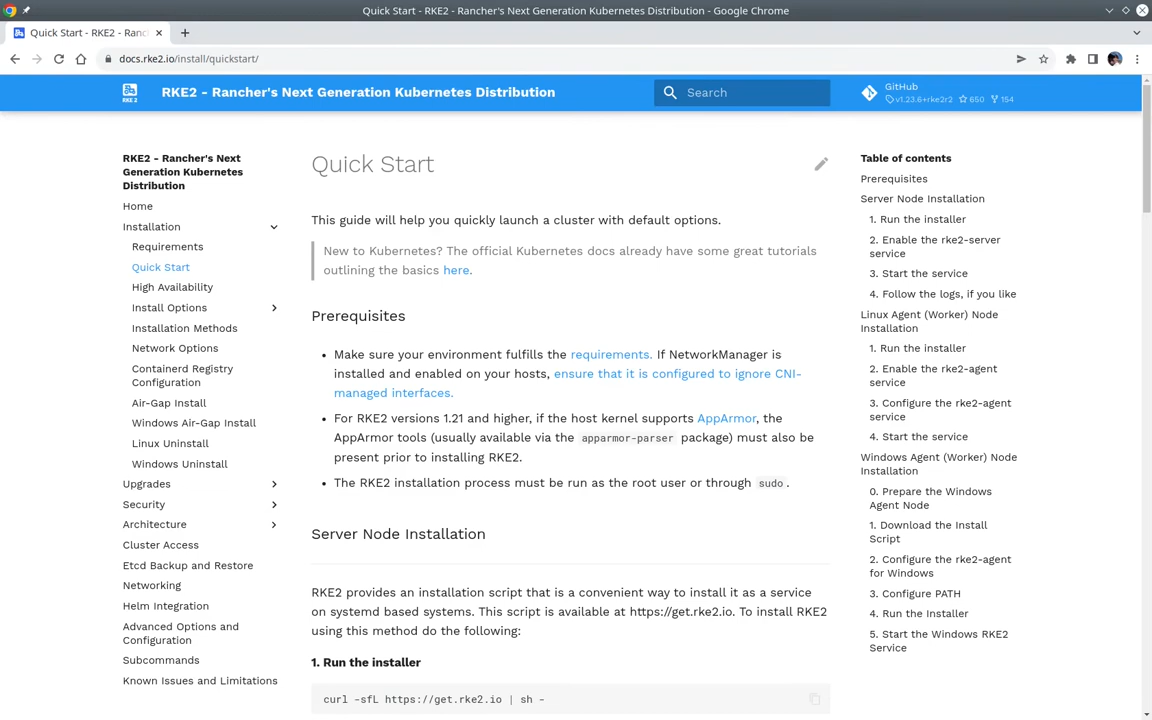 Quick Start - RKE2 - Rancher's Next Generation Kubernetes Distribution - Google Chrome
Quick Start - RKE2 - Ranc
docs.rke2.io/install/quickstart/
RKE 2
RKE2 - Rancher's Next Generation Kubernetes Distribution
Search
GitHub
v1.23.6+rke2r2 650 154
RKE2 - Rancher's Next
Generation Kubernetes
Distribution
Home
Installation
Requirements
Quick Start
High Availability
Install Options
Installation Methods
Network Options
Containerd Registry
Configuration
Air-Gap Install
Windows Air-Gap Install
Linux Uninstall
Windows Uninstall
Upgrades
Security
Architecture
Cluster Access
Etcd Backup and Restore
Networking
Helm Integration
Advanced Options and
Configuration
Subcommands
Known Issues and Limitations
Quick Start
This guide will help you quickly launch a cluster with default options.
New to Kubernetes? The official Kubernetes docs already have some great tutorials
outlining the basics here.
Prerequisites
• Make sure your environment fulfills the requirements. If NetworkManager is
installed and enabled on your hosts, ensure that it is configured to ignore CNI-
managed interfaces.
• For RKE2 versions 1.21 and higher, if the host kernel supports AppArmor, the
AppArmor tools (usually available via the apparmor-parser package) must also be
present prior to installing RKE2.
• The RKE2 installation process must be run as the root user or through sudo.
Server Node Installation
RKE2 provides an installation script that is a convenient way to install it as a service
on systemd based systems. This script is available at https://get.rke2.io. To install RKE2
using this method do the following:
1. Run the installer
curl -sfL https://get.rke2.io | sh -
Table of contents
Prerequisites
Server Node Installation
1. Run the installer
2. Enable the rke2-server
service
3. Start the service
4. Follow the logs, if you like
Linux Agent (Worker) Node
Installation
1. Run the installer
2. Enable the rke2-agent
service
3. Configure the rke2-agent
service
4. Start the service
Windows Agent (Worker) Node
Installation
0. Prepare the Windows
Agent Node
1. Download the Install
Script
2. Configure the rke2-agent
for Windows
3. Configure PATH
4. Run the Installer
5. Start the Windows RKE2
Service